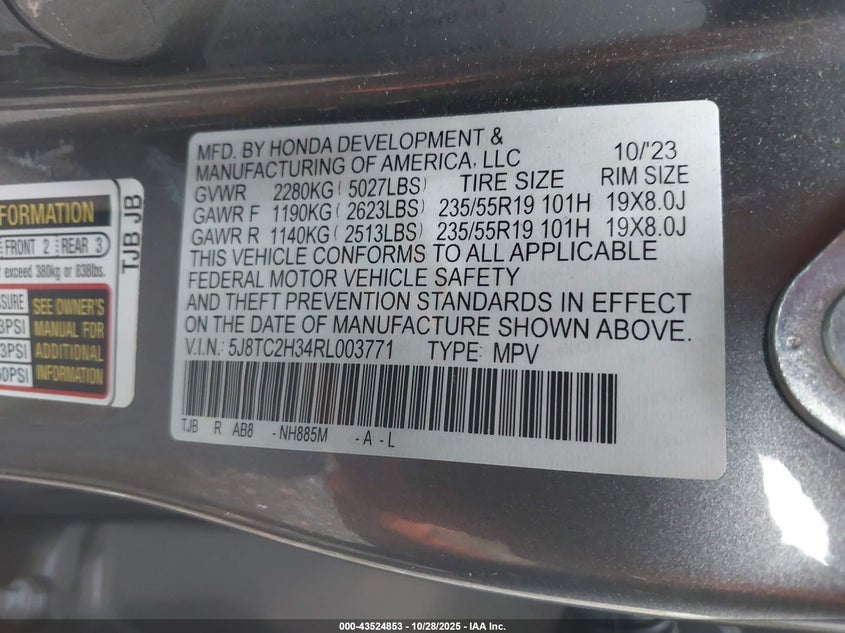 MFD. BY HONDA DEVELOPMENT &
MANUFACTURING OF AMERICA, LLC 10/'23
GVWR 2280KG ( 5027LBS) TIRE SIZE RIM SIZE
GAWR F 1190KG ( 2623LBS) 235/55R19 101H 19X8.0J
GAWR R 1140KG ( 2513LBS) 235/55R19 101H 19X8.0J
THIS VEHICLE CONFORMS TO ALL APPLICABLE
FEDERAL MOTOR VEHICLE SAFETY
AND THEFT PREVENTION STANDARDS IN EFFECT
ON THE DATE OF MANUFACTURE SHOWN ABOVE.
V.I.N.: 5J8TC2H34RL003771 TYPE: MPV
TJB R AB8 -NH885M -A-L
FORMATION
FRONT 2 REAR 3
exceed 380kg or 838lbs.
SSURE
3PSI
3PSI
60PSI
SEE OWNER'S
MANUAL FOR
ADDITIONAL
INFORMATION
TJB JB
000-43524853 | 10/28/2025 - IAA Inc.